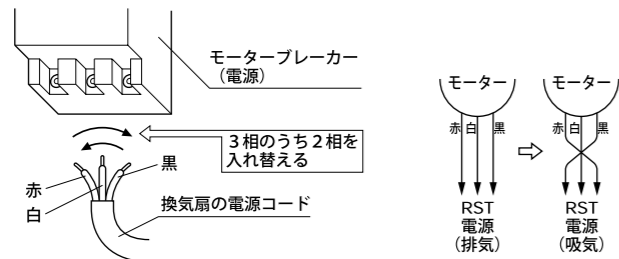 モーターブレーカー
（電源）
3相のうち2相を
入れ替える
黒
赤
白
換気扇の電源コード
モーター
赤 白 黒
RST
電源
（排気）
モーター
赤 白 黒
RST
電源
（吸気）